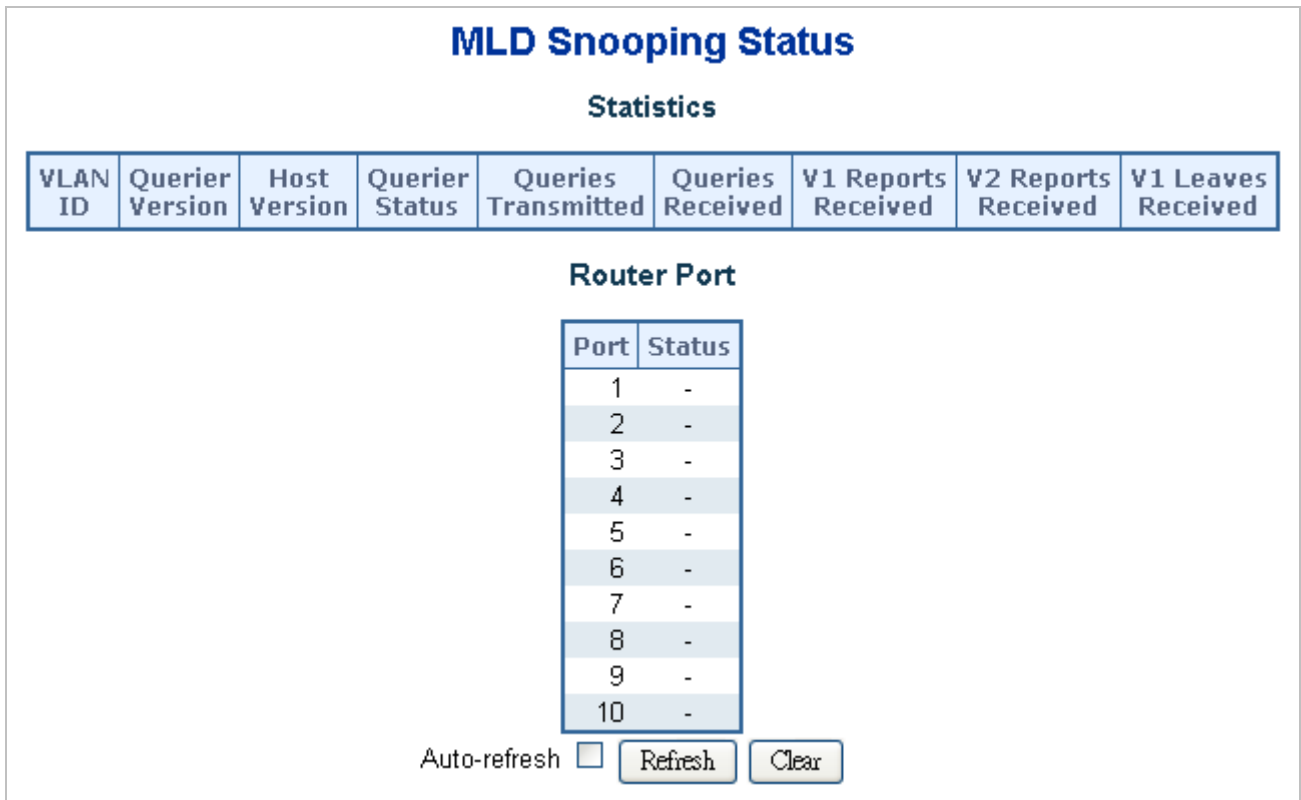 MLD Snooping Status
Statistics
VLAN ID Querier Version Host Version Querier Status Queries Transmitted Queries Received V1 Reports Received V2 Reports Received V1 Leaves Received
Router Port
Port Status
1 -
2 -
3 -
4 -
5 -
6 -
7 -
8 -
9 -
10 -
Auto-refresh Refresh Clear